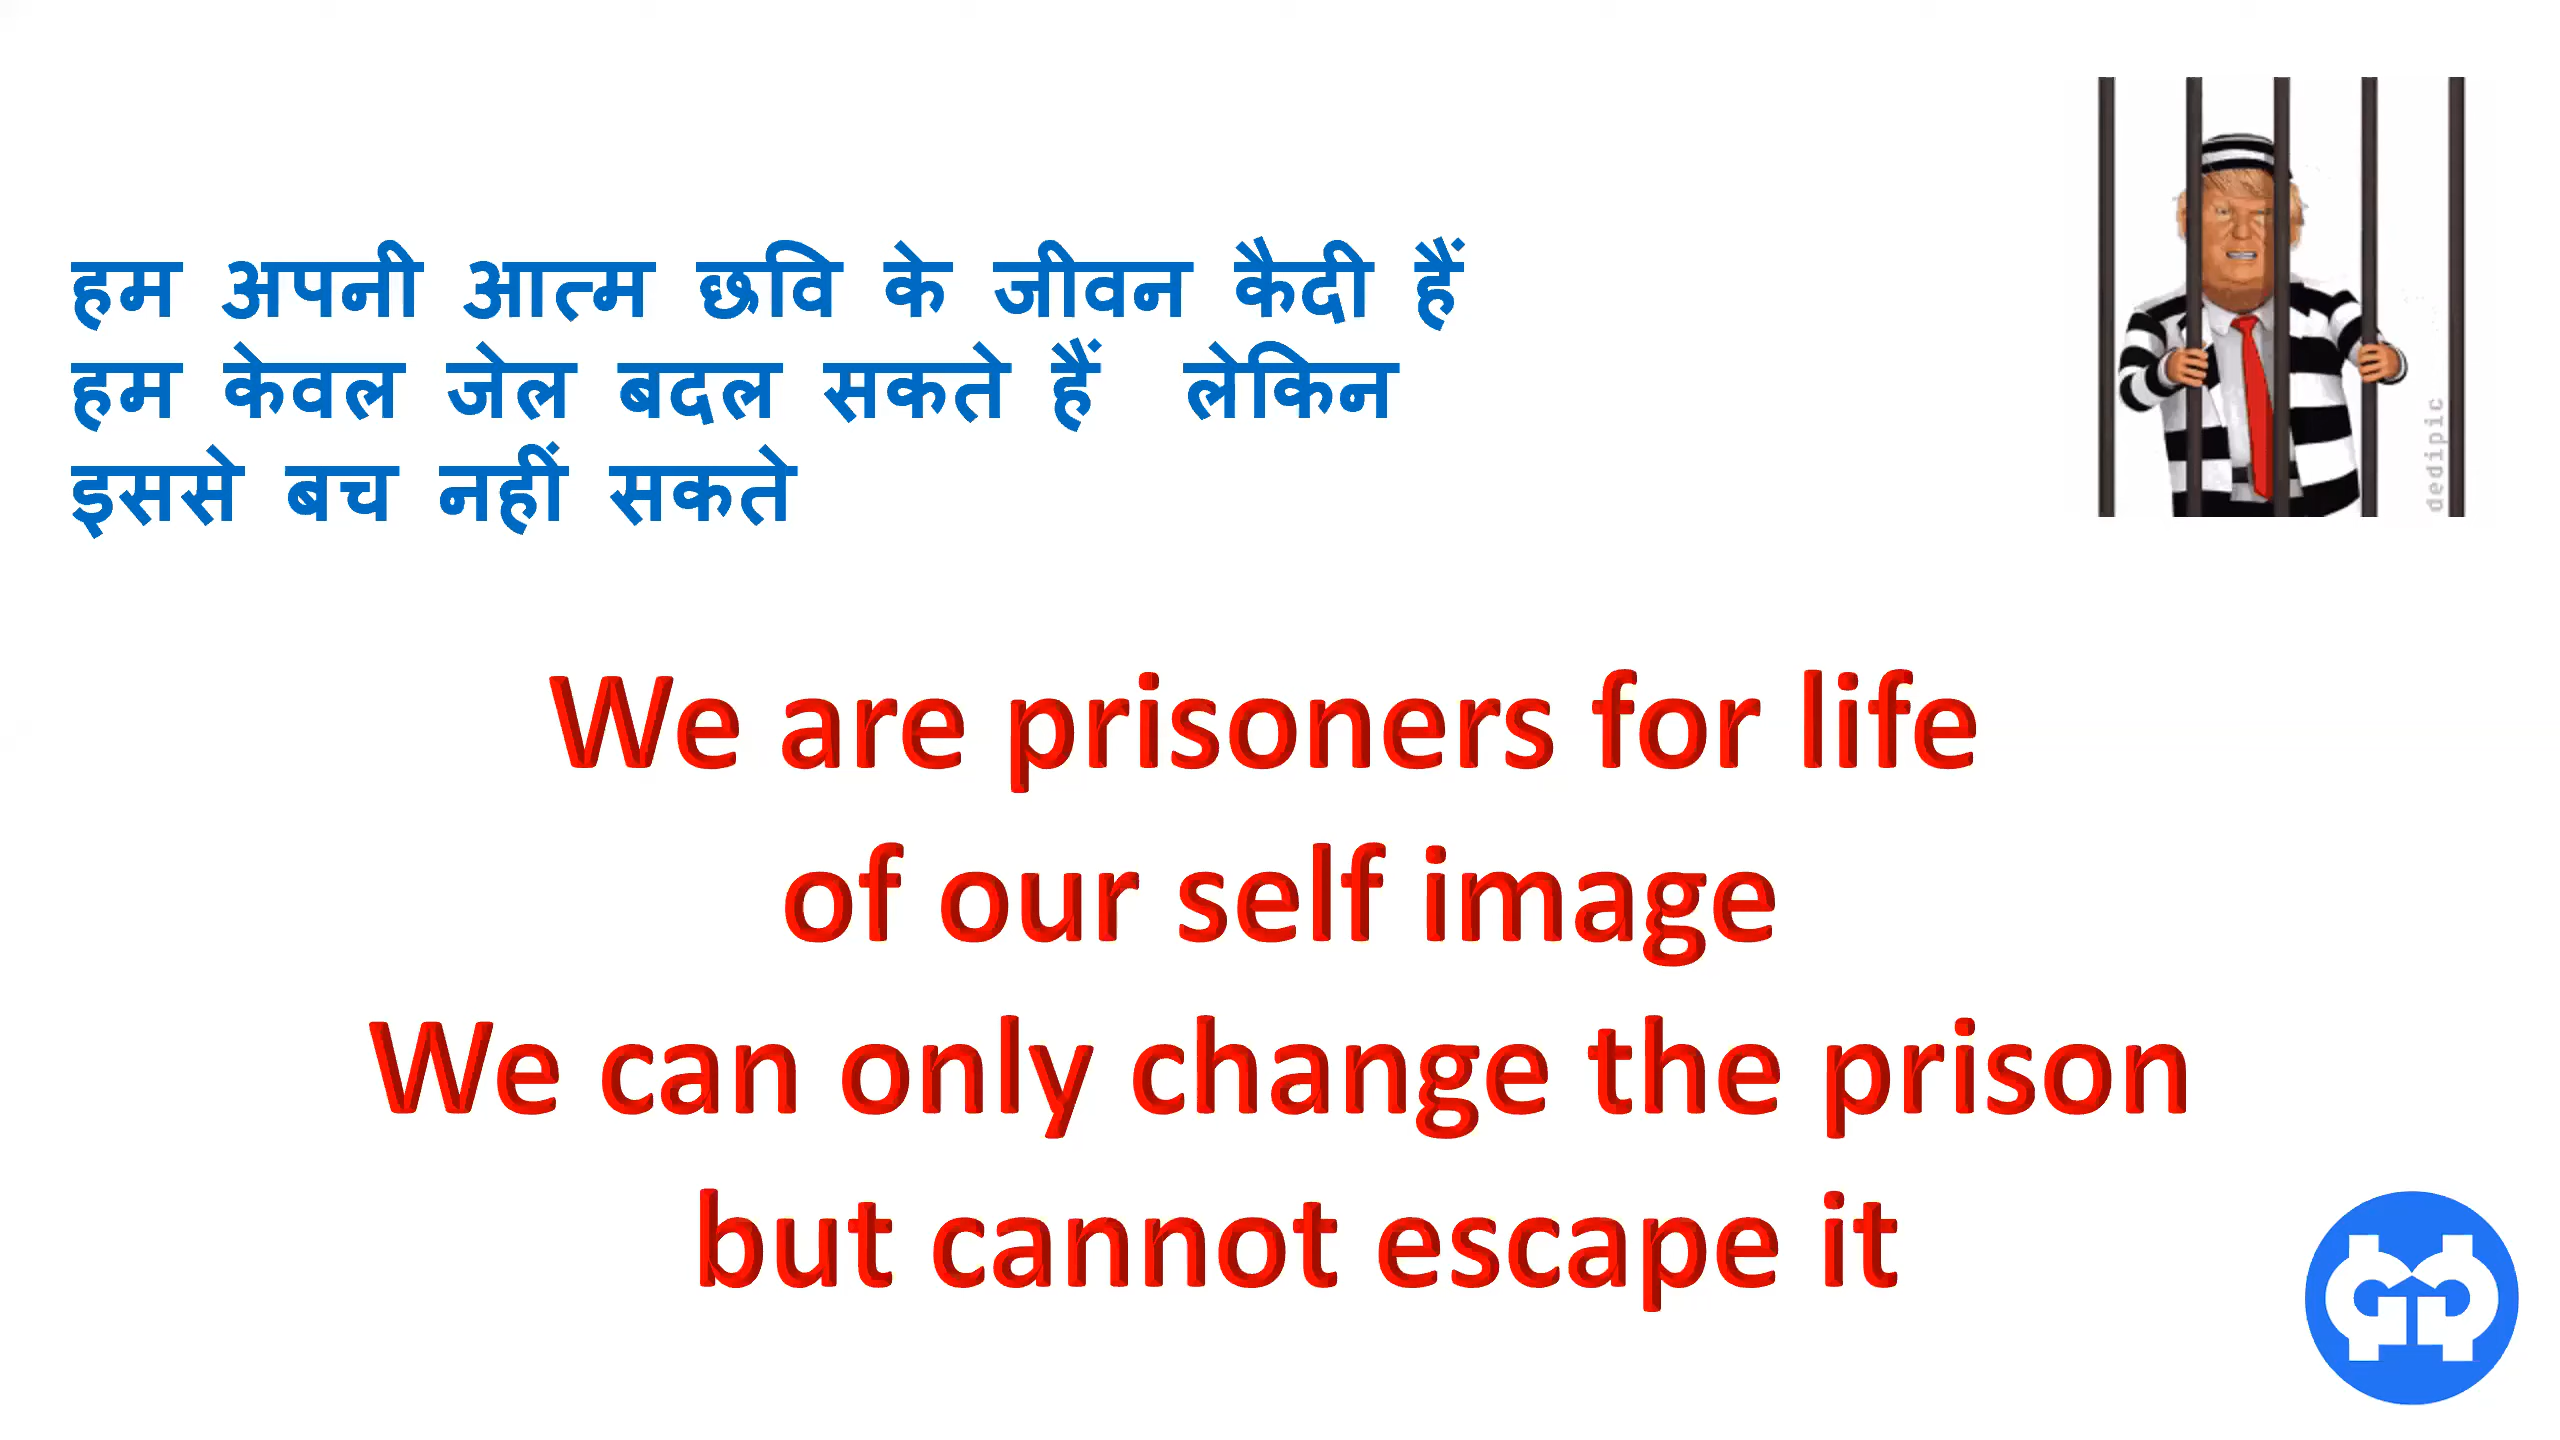 हम अपनी आत्म छवि के जीवन कैदी हैं
हम केवल जेल बदल सकते हैं लेकिन
इससे बच नहीं सकते
dedipic
We are prisoners for life
of our self image
We can only change the prison
but cannot escape it